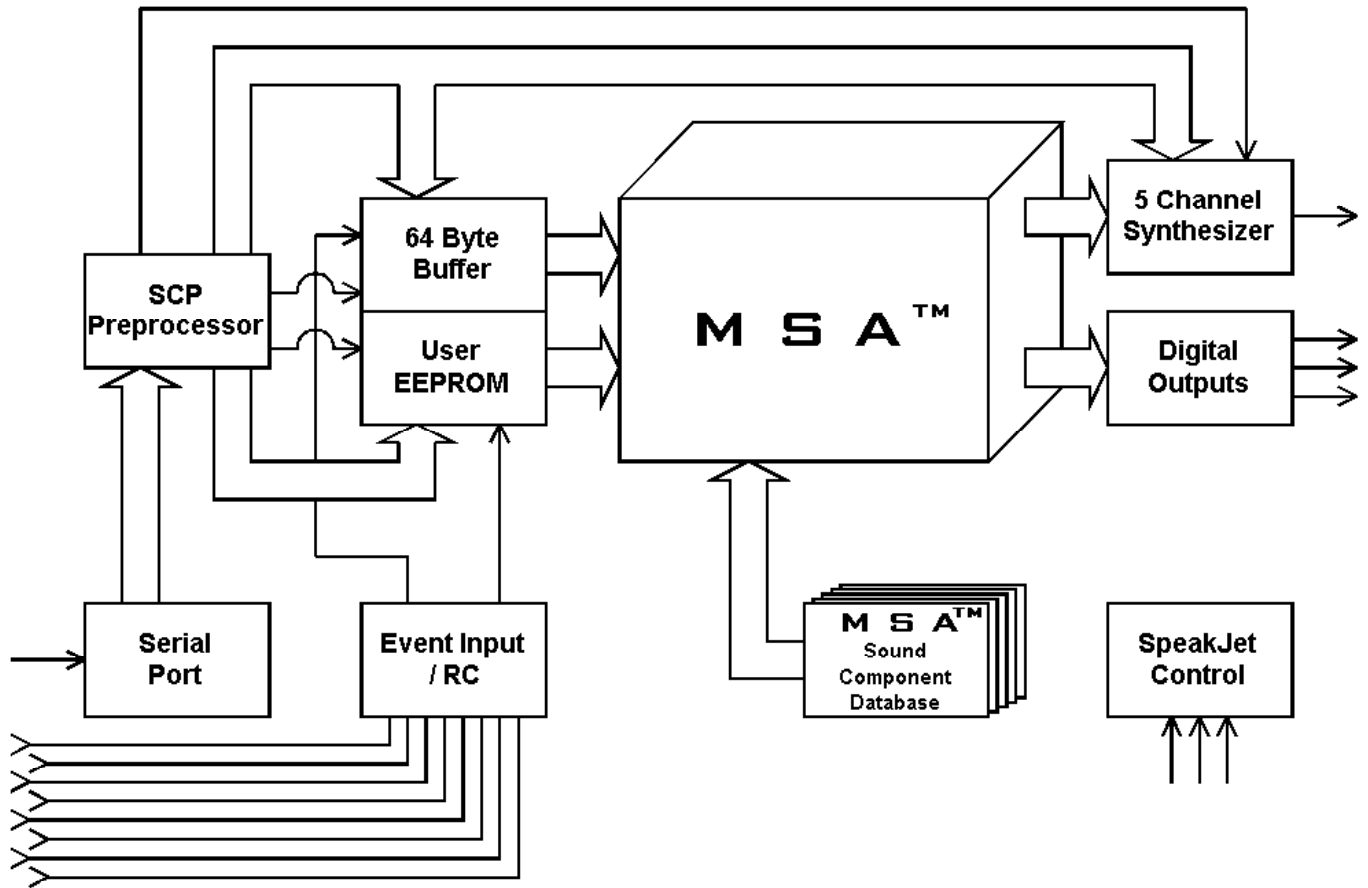 64 Byte
Buffer
SCP
Preprocessor
User
EEPROM
M S A™
5 Channel
Synthesizer
Digital
Outputs
Serial
Port
Event Input
/ RC
M S A™
Sound
Component
Database
SpeakJet
Control